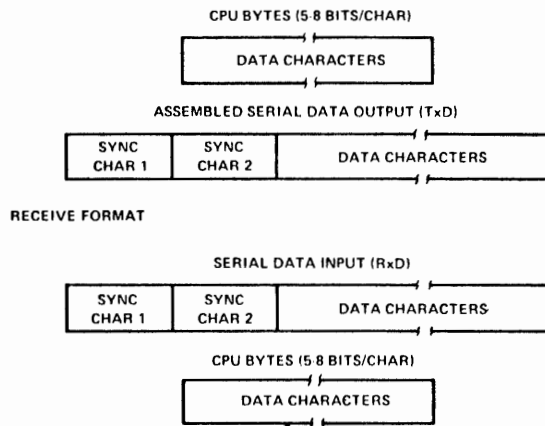 CPU BYTES (5-8 BITS/CHAR)
DATA CHARACTERS
ASSEMBLED SERIAL DATA OUTPUT (TxD)
SYNC CHAR 1
SYNC CHAR 2
DATA CHARACTERS
RECEIVE FORMAT
SERIAL DATA INPUT (RxD)
SYNC CHAR 1
SYNC CHAR 2
DATA CHARACTERS
CPU BYTES (5-8 BITS/CHAR)
DATA CHARACTERS